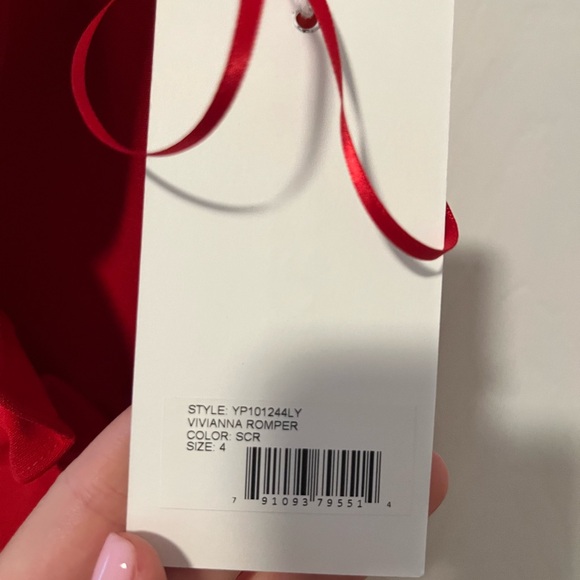 STYLE: YP101244LY
VIVIANNA ROMPER
COLOR: SCR
SIZE: 4
7 91093 79551 4